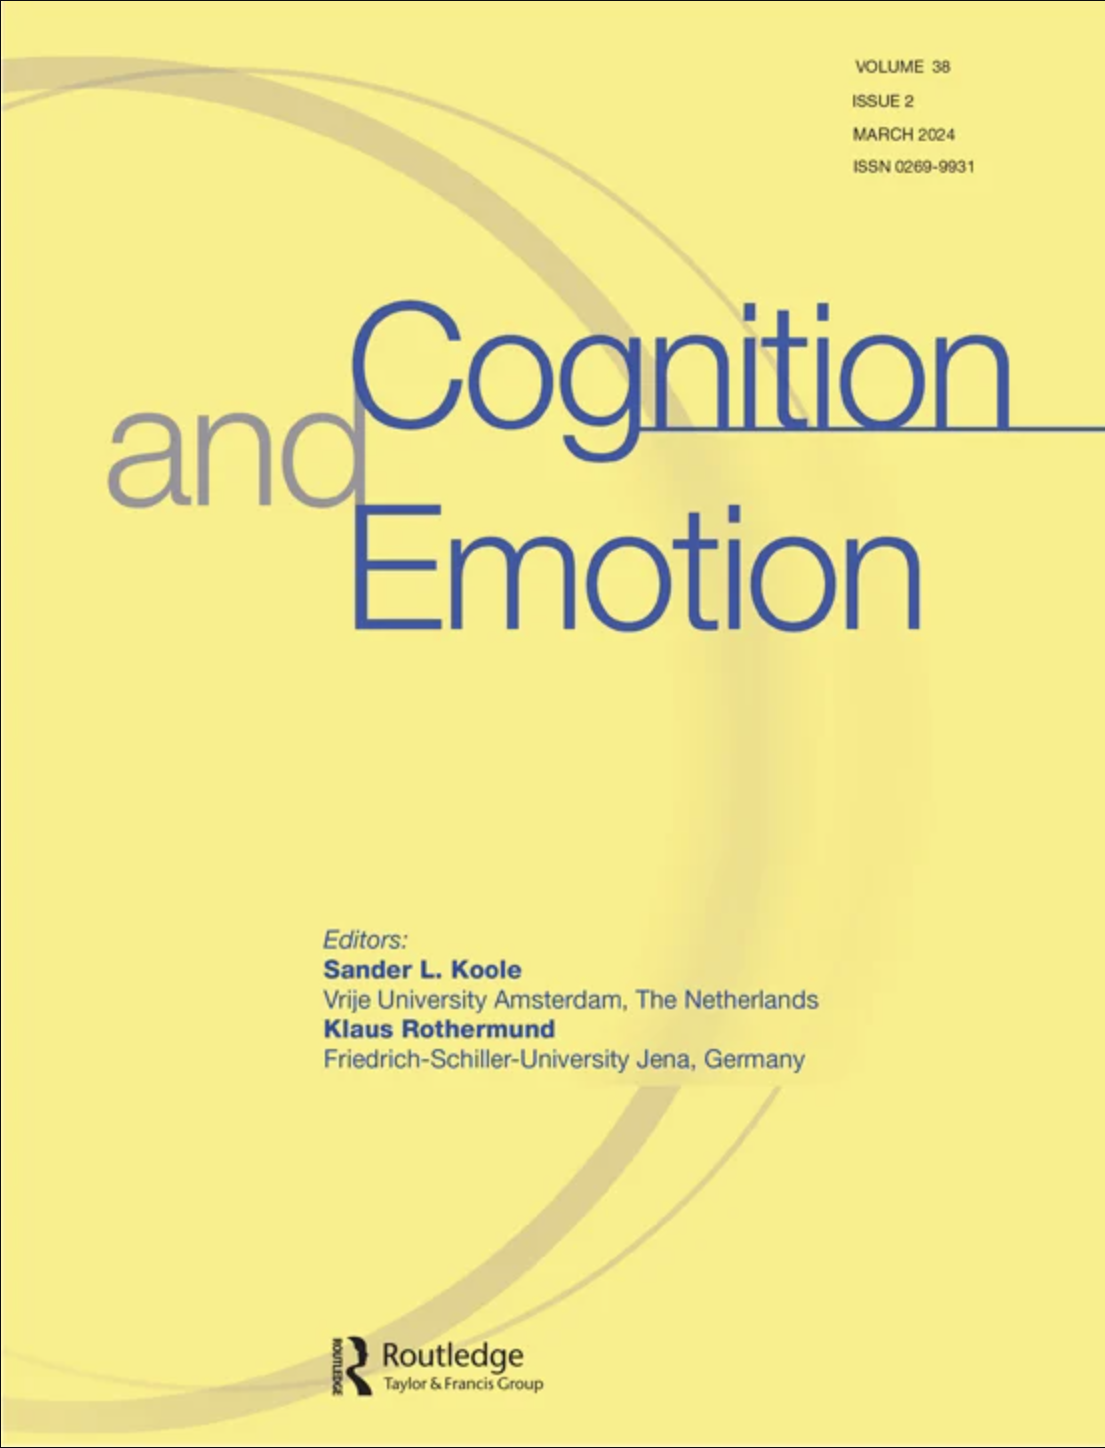 VOLUME 38
ISSUE 2
MARCH 2024
ISSN 0269-9931
Cognition
and
Emotion
Editors:
Sander L. Koole
Vrije University Amsterdam, The Netherlands
Klaus Rothermund
Friedrich-Schiller-University Jena, Germany
ROUTLEDGE
Routledge
Taylor & Francis Group